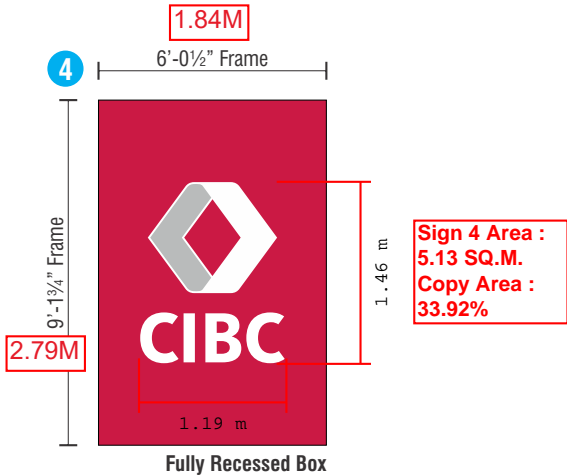 1.84M
6'-0½” Frame
4
9'-1¾” Frame
2.79M
CIBC
1.46 m
1.19 m
Sign 4 Area :
5.13 SQ.M.
Copy Area :
33.92%
Fully Recessed Box